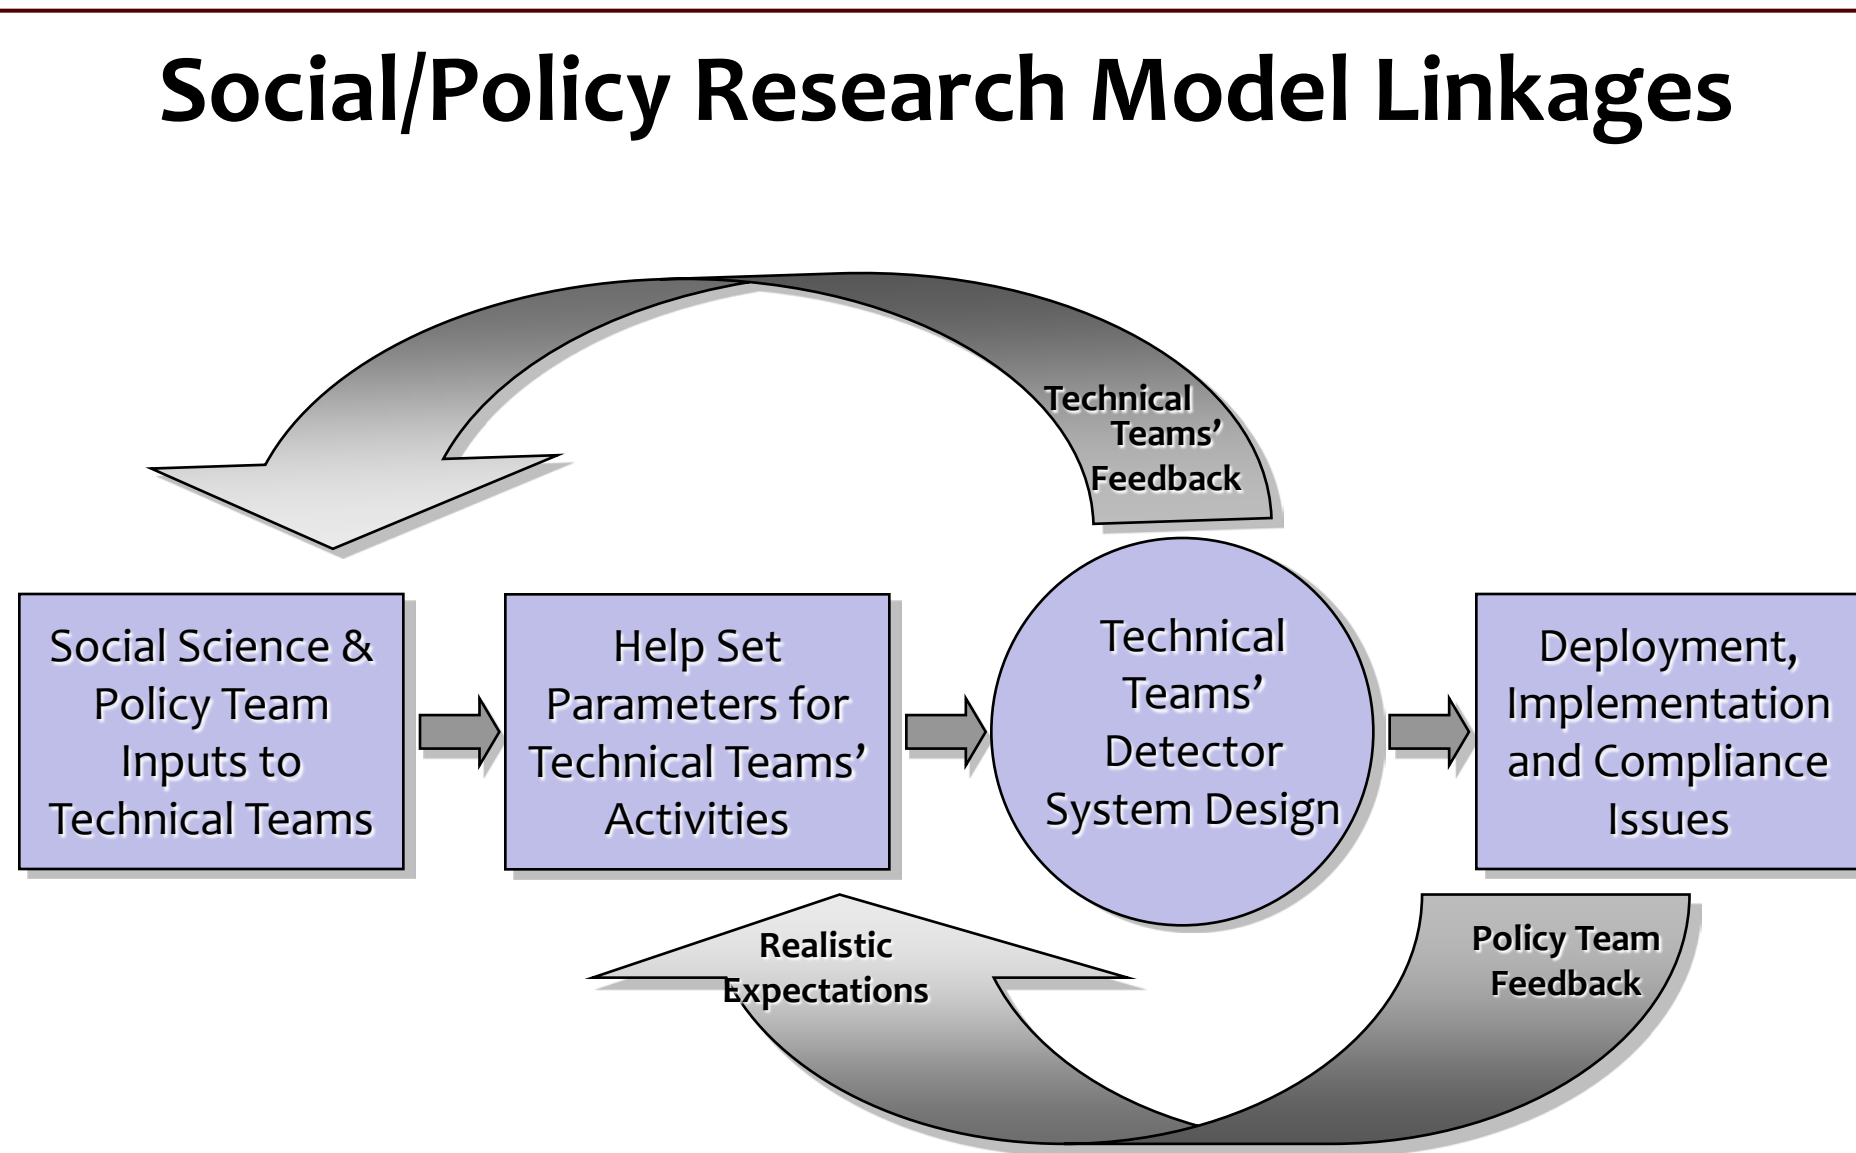 Social/Policy Research Model Linkages
Technical
Teams’
Feedback
Social Science &
Policy Team
Inputs to
Technical Teams
Help Set
Parameters for
Technical Teams’
Activities
Technical
Teams’
Detector
System Design
Deployment,
Implementation
and Compliance
Issues
Realistic
Expectations
Policy Team
Feedback